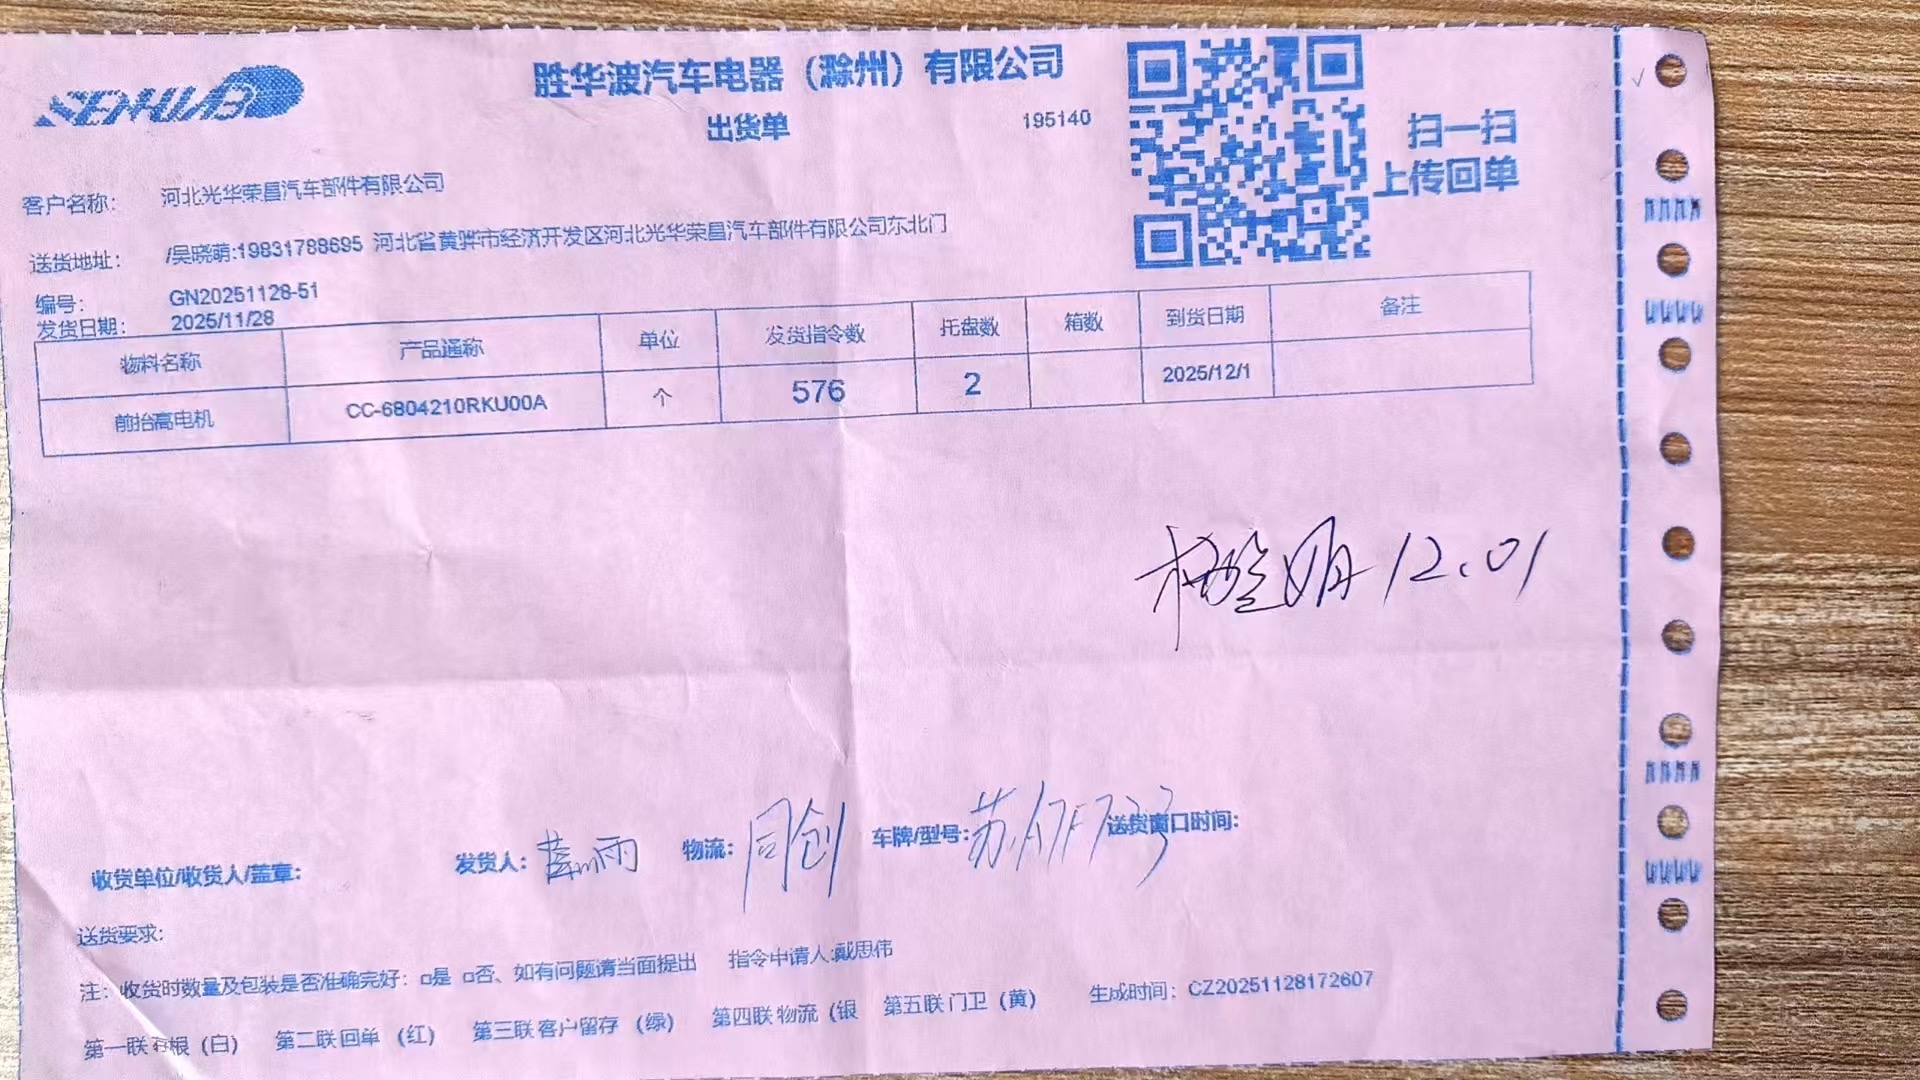 SEHWAB
胜华波汽车电器（滁州）有限公司
出货单
195140
扫一扫
上传回单
客户名称： 河北光华荣昌汽车部件有限公司
送货地址： /吴晓萌:19831788695 河北省黄骅市经济开发区河北光华荣昌汽车部件有限公司东北门
编号： GN20251128-51
发货日期： 2025/11/28
物料名称 产品通称 单位 发货指令数 托盘数 箱数 到货日期 备注
前抬高电机 CC-6804210RKU00A 个 576 2 2025/12/1
12.01
收货单位/收货人/盖章： 发货人： 雨 物流： 同创 车牌/型号： 苏 送货窗口时间：
送货要求：
注：收货时数量及包装是否准确完好：□是 □否、如有问题请当面提出 指令申请人:戴思伟
第一联存根（白） 第二联回单 （红） 第三联客户留存 （绿） 第四联物流（银 第五联门卫（黄） 生成时间：CZ20251128172607